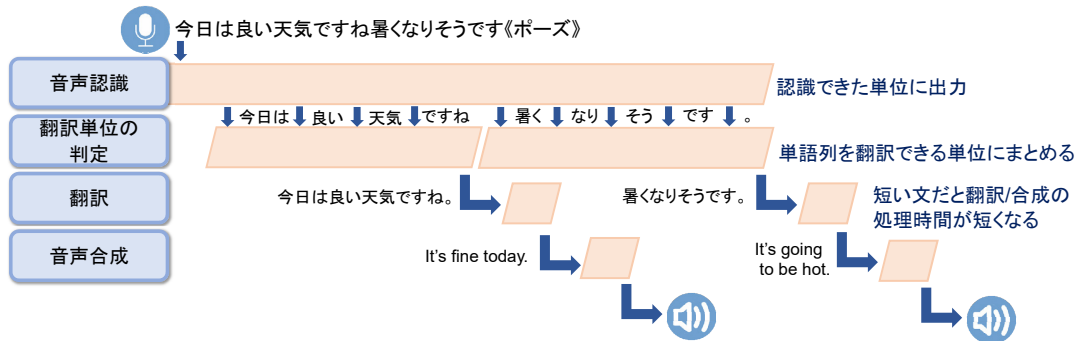 今日は良い天気ですね暑くなりそうです《ポーズ》
音声認識
認識できた単位に出力
今日は 良い 天気 ですね 暑く なり そう です 。
翻訳単位の
判定
単語列を翻訳できる単位にまとめる
翻訳
今日は良い天気ですね。
暑くなりそうです。
短い文だと翻訳/合成の
処理時間が短くなる
音声合成
It's fine today.
It's going
to be hot.